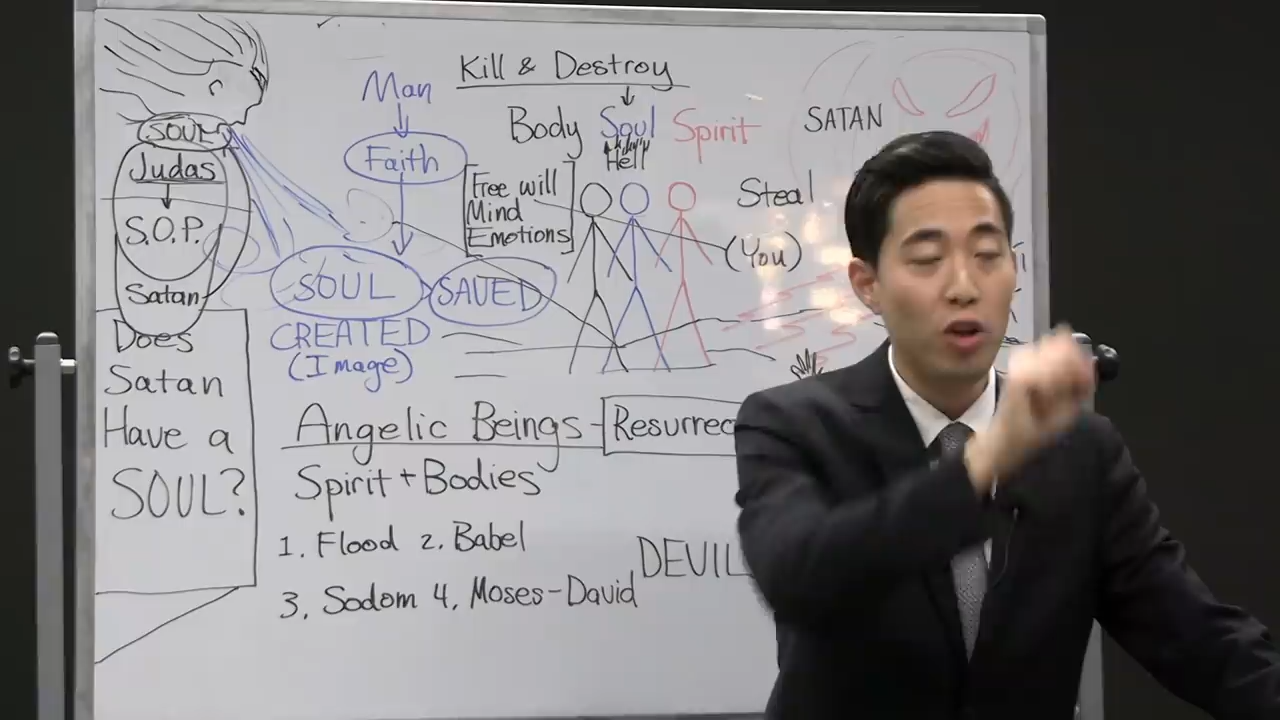 Kill & Destroy
Man
Body Soul Spirit
Hell
SATAN
Faith
SOUL
Judas
S.O.P.
Satan
Free will
Mind
Emotions
Steal
(You)
SOUL SAVED
CREATED
(Image)
Does
Satan
Have a
SOUL?
Angelic Beings - Resurrec
Spirit + Bodies
1. Flood 2. Babel
3. Sodom 4. Moses-David
DEVIL